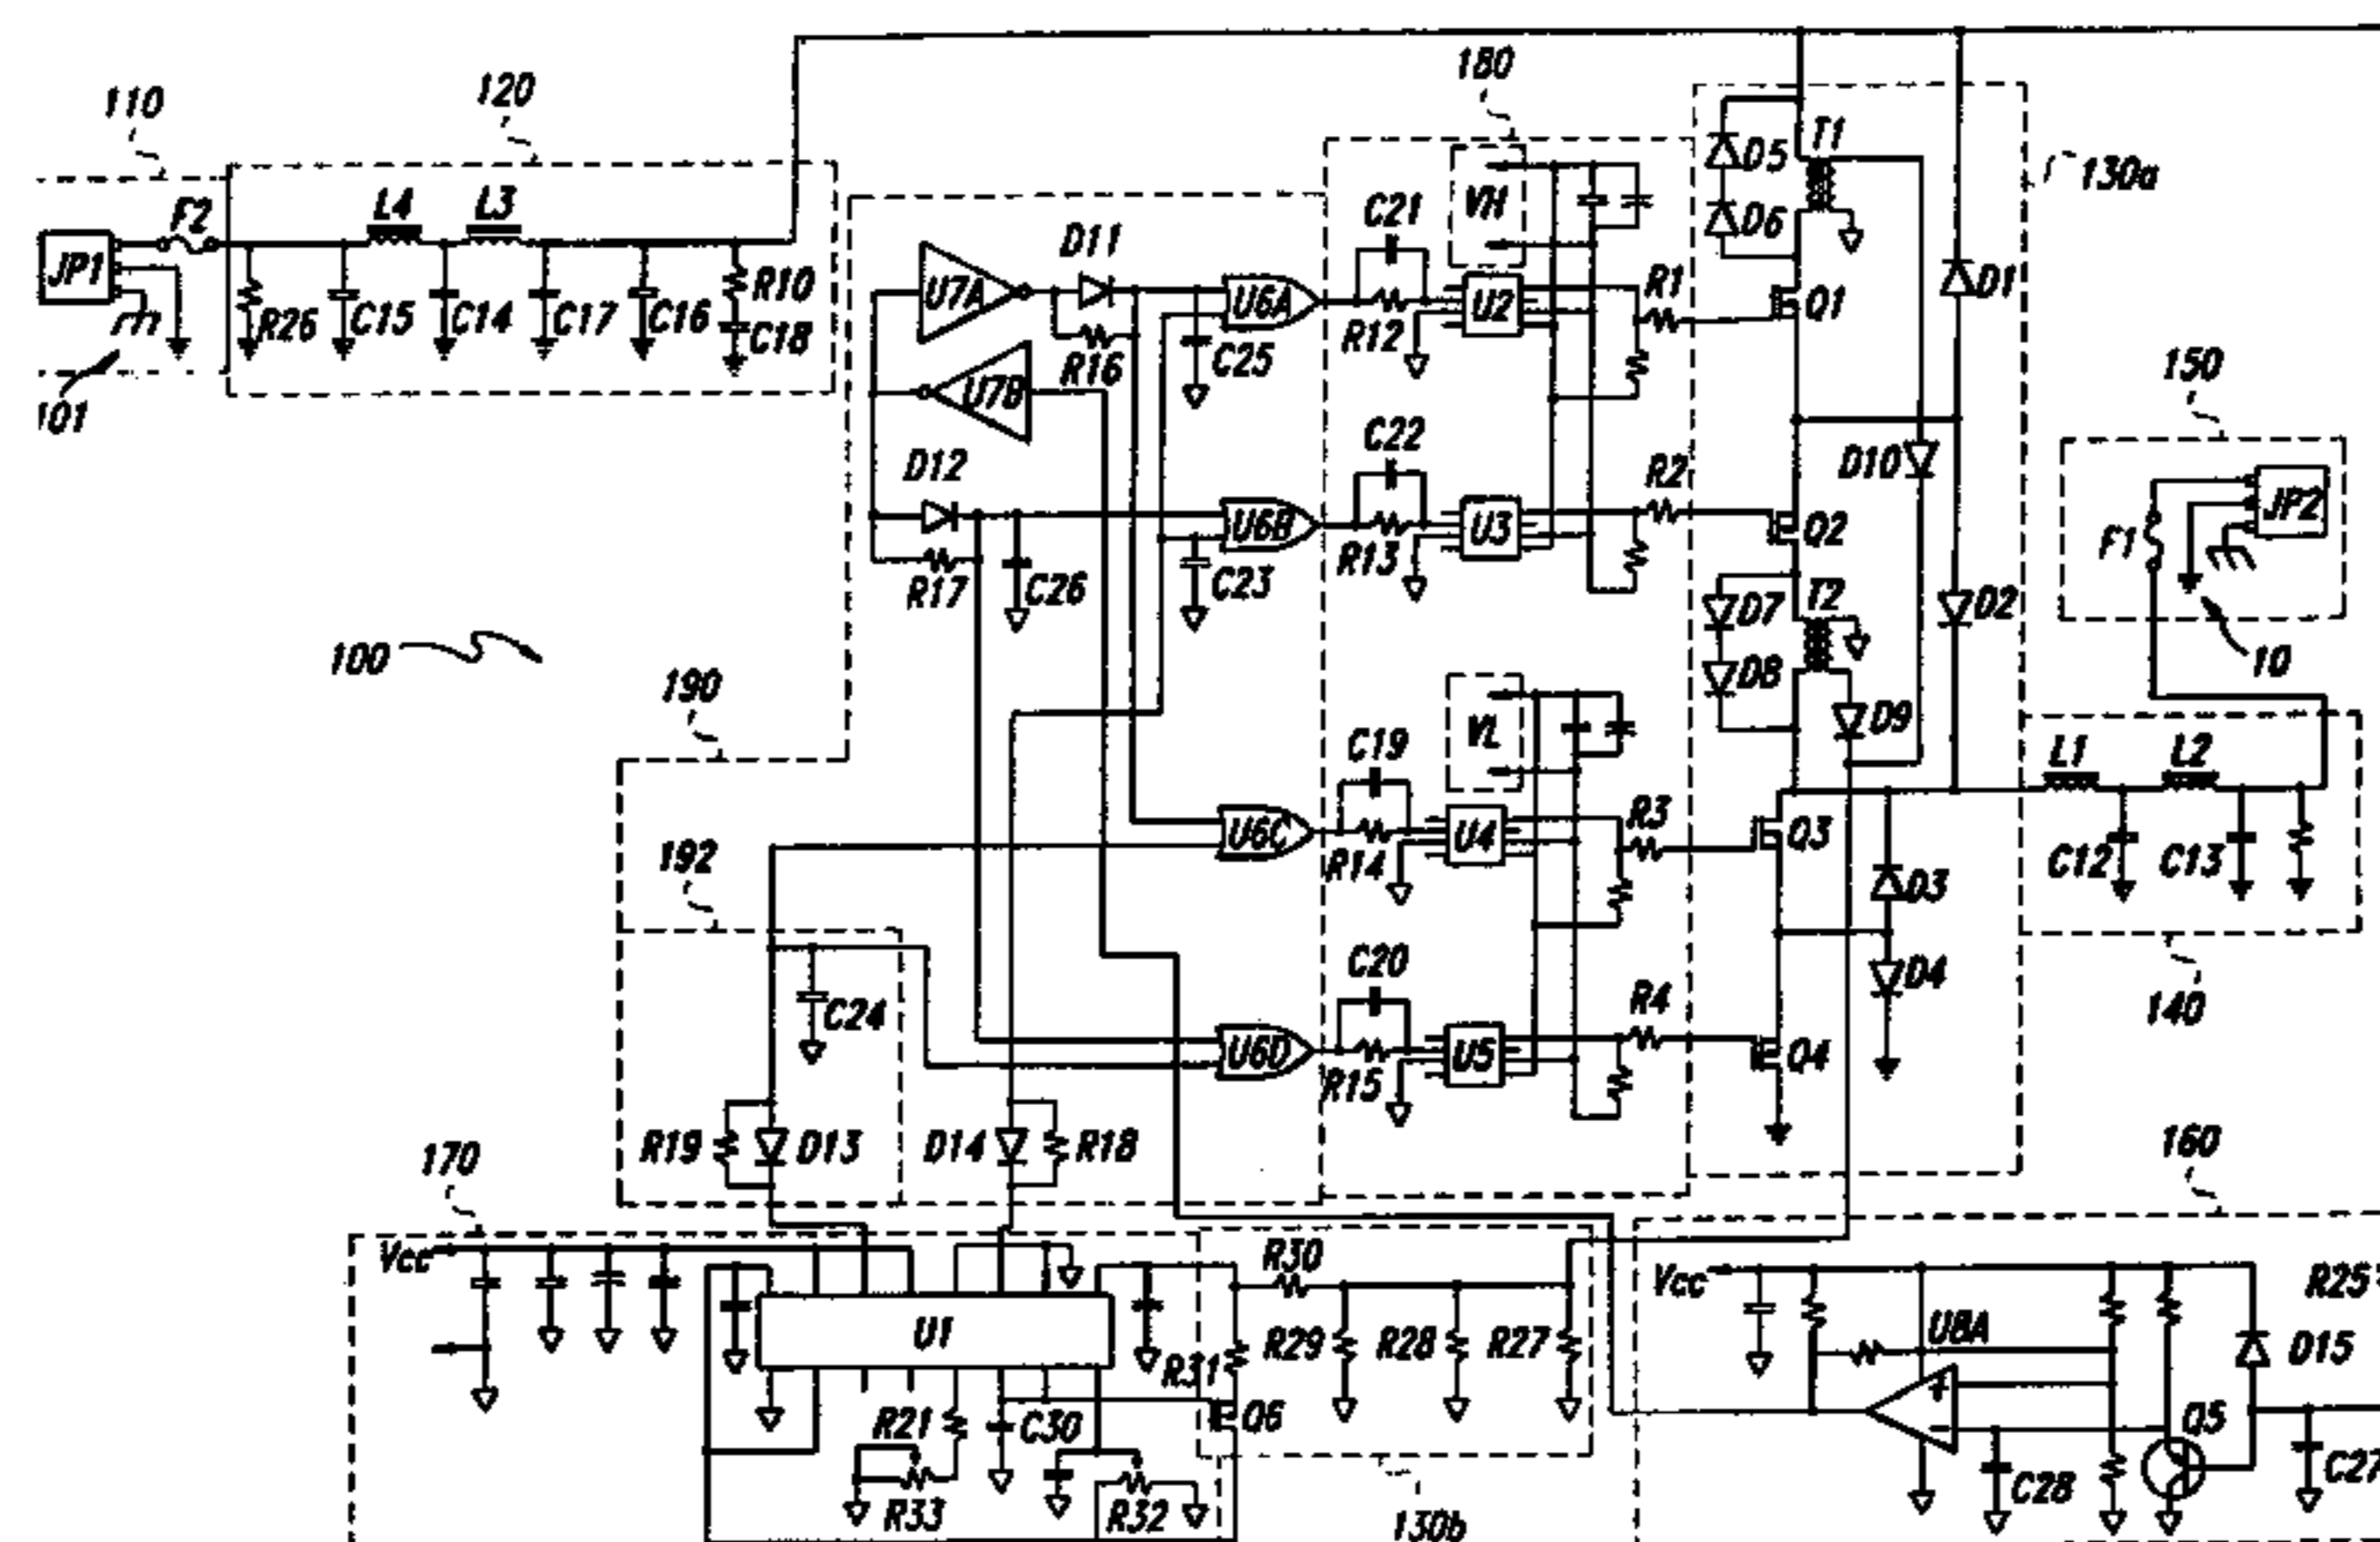 180
110
120
T1
D5
130a
C21
VH
L4
L3
F2
D6
D11
JP1
U7A
R10
R1
D1
U6A
U2
Q1
R26
C15
C14
C17
C16
C18
R12
C25
R16
150
U7B
101
C22
D12
D10
R2
JP2
U6B
U3
Q2
F1
R13
R17
C26
C23
D7
T2
D2
100
10
190
D8
VL
D9
C19
L1
L2
R3
U6C
U4
Q3
192
R14
C12
C13
D3
C20
D4
C24
R4
140
U6D
U5
Q4
R15
R19
D13
D14
R18
170
160
Vcc
R30
Vcc
R25
U1
U8A
R29
R28
R27
D15
R31
+
R21
C30
Q6
Q5
-
C28
C27
R33
R32
130b